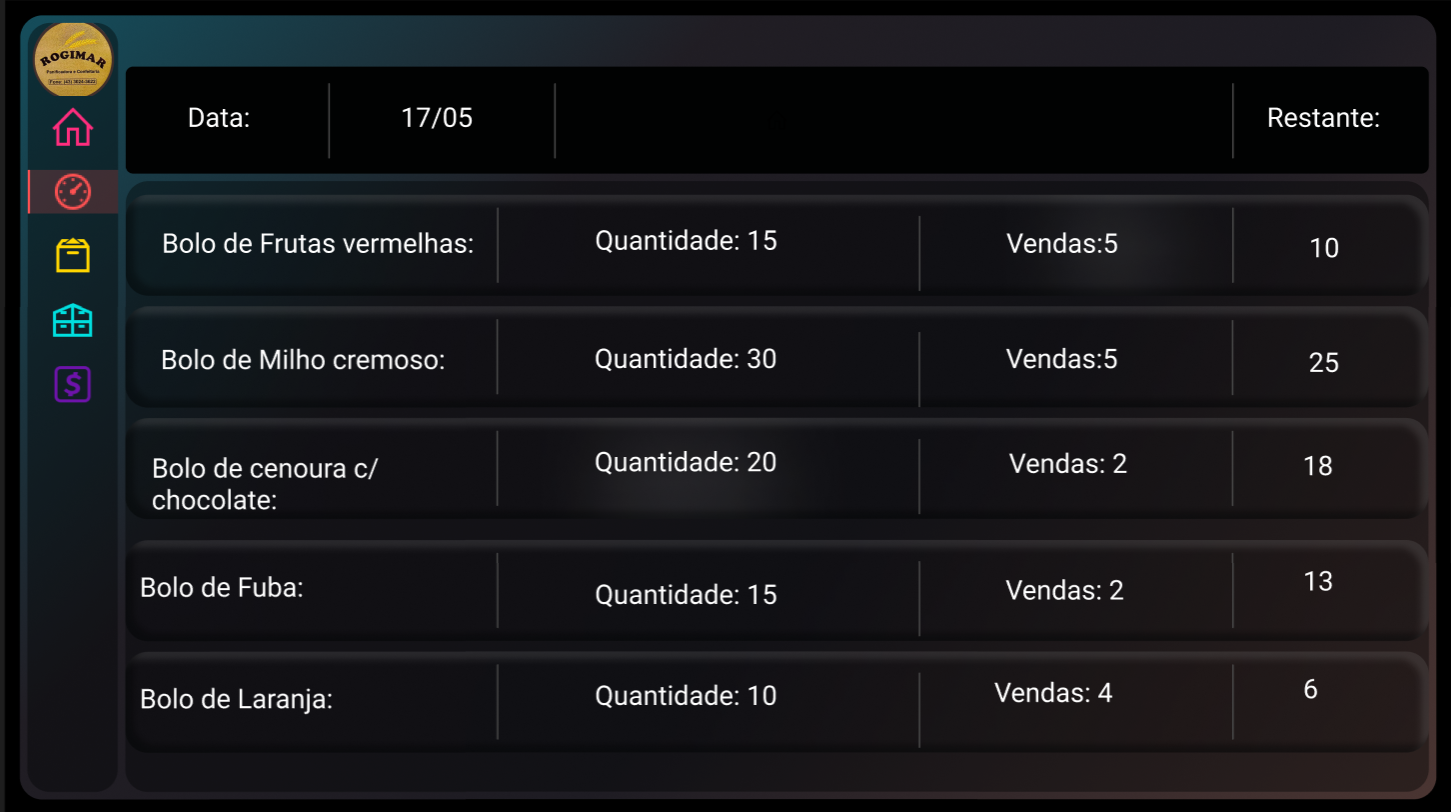 ROGIMAR
Panificadora e Confeitaria
Data: 17/05 Restante:
Bolo de Frutas vermelhas: Quantidade: 15 Vendas:5 10
Bolo de Milho cremoso: Quantidade: 30 Vendas:5 25
Bolo de cenoura c/
chocolate: Quantidade: 20 Vendas: 2 18
Bolo de Fuba: Quantidade: 15 Vendas: 2 13
Bolo de Laranja: Quantidade: 10 Vendas: 4 6